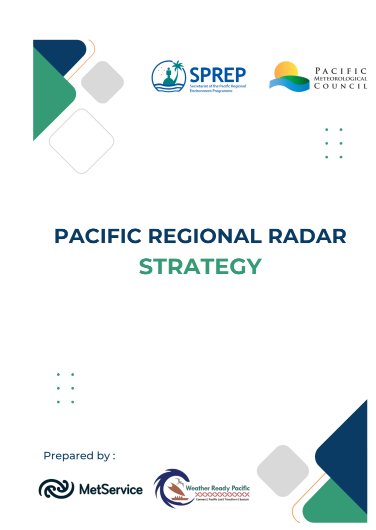 SPREP
Secretariat of the Pacific Regional
Environment Programme
PACIFIC
METEOROLOGICAL
COUNCIL
PACIFIC REGIONAL RADAR
STRATEGY
Prepared by :
MetService
Weather Ready Pacific